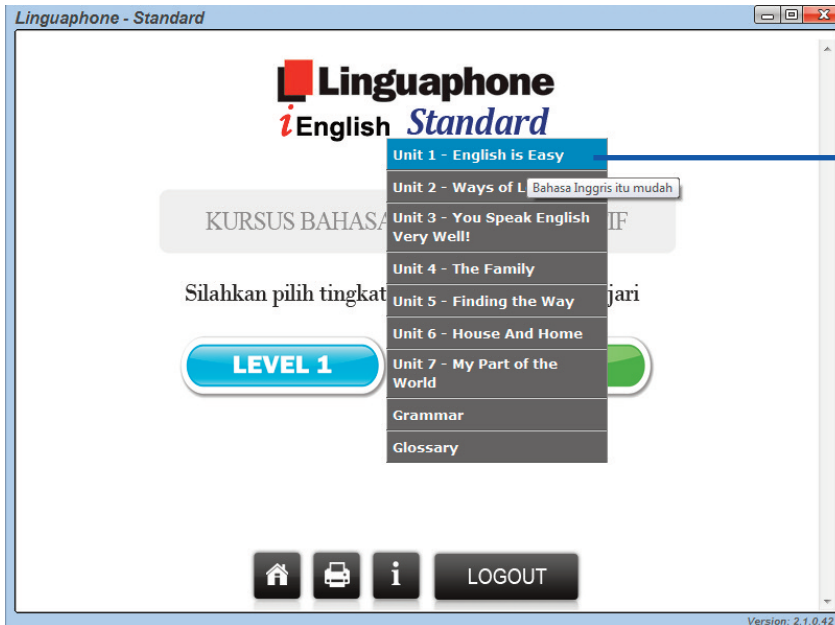 Linguaphone - Standard
Linguaphone
iEnglish Standard
Unit 1 - English is Easy
Unit 2 - Ways of L
Bahasa Inggris itu mudah
KURSUS BAHASA
IF
Unit 3 - You Speak English
Very Well!
Unit 4 - The Family
Silahkan pilih tingkat
jari
Unit 5 - Finding the Way
Unit 6 - House And Home
LEVEL 1
Unit 7 - My Part of the
World
Grammar
Glossary
i
LOGOUT
Version: 2.1.0.42